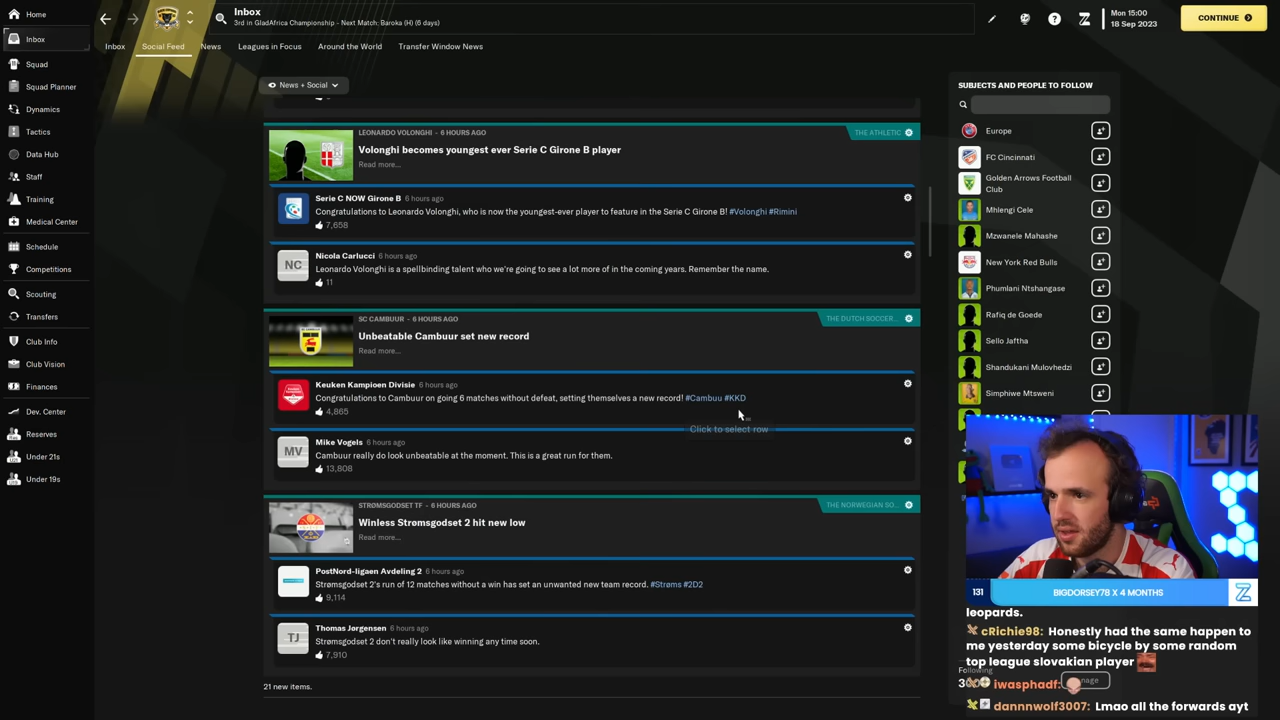 Home
Inbox
Squad
Squad Planner
Dynamics
Tactics
Data Hub
Staff
Training
Medical Center
Schedule
Competitions
Scouting
Transfers
Club Info
Club Vision
Finances
Dev. Center
Reserves
Under 21s
Under 19s
Inbox
3rd in GladAfrica Championship - Next Match: Baroka (H) (6 days)
Mon 15:00
18 Sep 2023
CONTINUE
Inbox Social Feed News Leagues in Focus Around the World Transfer Window News
News + Social
LEONARDO VOLONGHI - 6 HOURS AGO
THE ATHLETIC
Volonghi becomes youngest ever Serie C Girone B player
Read more...
Serie C NOW Girone B 6 hours ago
Congratulations to Leonardo Volonghi, who is now the youngest-ever player to feature in the Serie C Girone B! #Volonghi #Rimini
7,658
NC
Nicola Carlucci 6 hours ago
Leonardo Volonghi is a spellbinding talent who we're going to see a lot more of in the coming years. Remember the name.
11
SC CAMBUUR - 6 HOURS AGO
THE DUTCH SOCCER...
Unbeatable Cambuur set new record
Read more...
Keuken Kampioen Divisie 6 hours ago
Congratulations to Cambuur on going 6 matches without defeat, setting themselves a new record! #Cambuu #KKD
4,865
Click to select row
MV
Mike Vogels 6 hours ago
Cambuur really do look unbeatable at the moment. This is a great run for them.
13,808
STRØMSGODSET TF - 6 HOURS AGO
THE NORWEGIAN SO...
Winless Strømsgodset 2 hit new low
Read more...
PostNord-ligaen Avdeling 2 6 hours ago
Strømsgodset 2's run of 12 matches without a win has set an unwanted new team record. #Strøms #2D2
9,114
TJ
Thomas Jørgensen 6 hours ago
Strømsgodset 2 don't really look like winning any time soon.
7,910
21 new items.
SUBJECTS AND PEOPLE TO FOLLOW
Europe
FC Cincinnati
Golden Arrows Football
Club
Mhlengi Cele
Mzwanele Mahashe
New York Red Bulls
Phumlani Ntshangase
Rafiq de Goede
Sello Jaftha
Shandukani Mulovhedzi
Simphiwe Mtsweni
131
BIGDORSEY78 X 4 MONTHS
leopards.
cRichie98: Honestly had the same happen to
me yesterday some bicycle by some random
top league slovakian player
Following
iwasphadf:
dannnwolf3007: Lmao all the forwards ayt